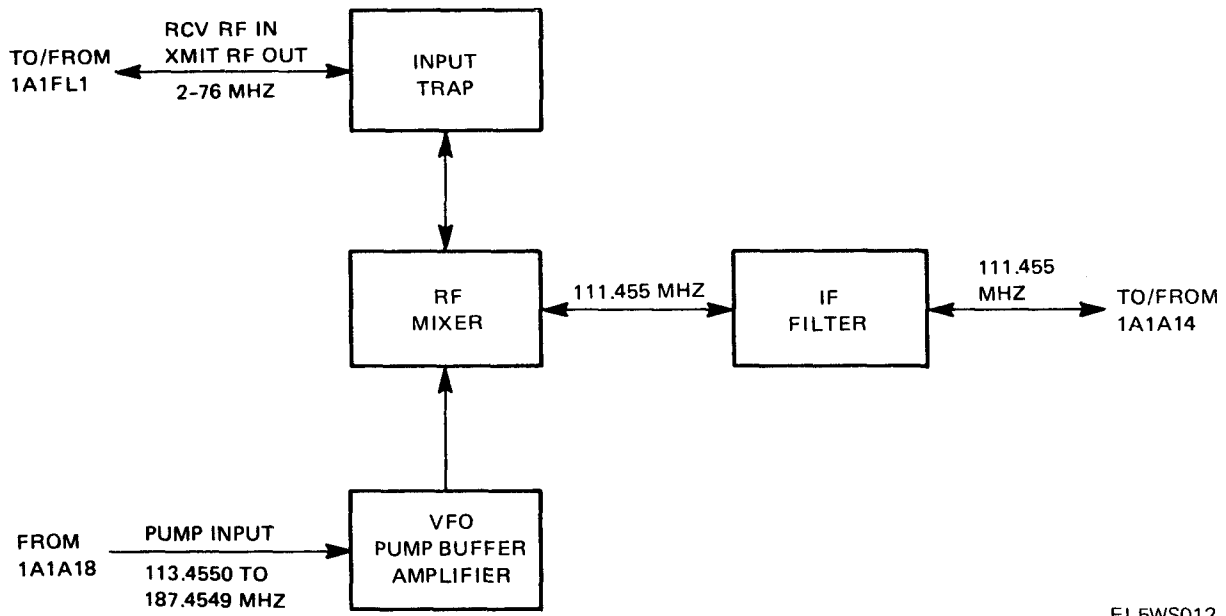 RCV RF IN
XMIT RF OUT
2-76 MHZ
TO/FROM
1A1FL1
INPUT
TRAP
RF
MIXER
111.455 MHZ
IF
FILTER
111.455
MHZ
TO/FROM
1A1A14
FROM
1A1A18
PUMP INPUT
113.4550 TO
187.4549 MHZ
VFO
PUMP BUFFER
AMPLIFIER
EL5WS012